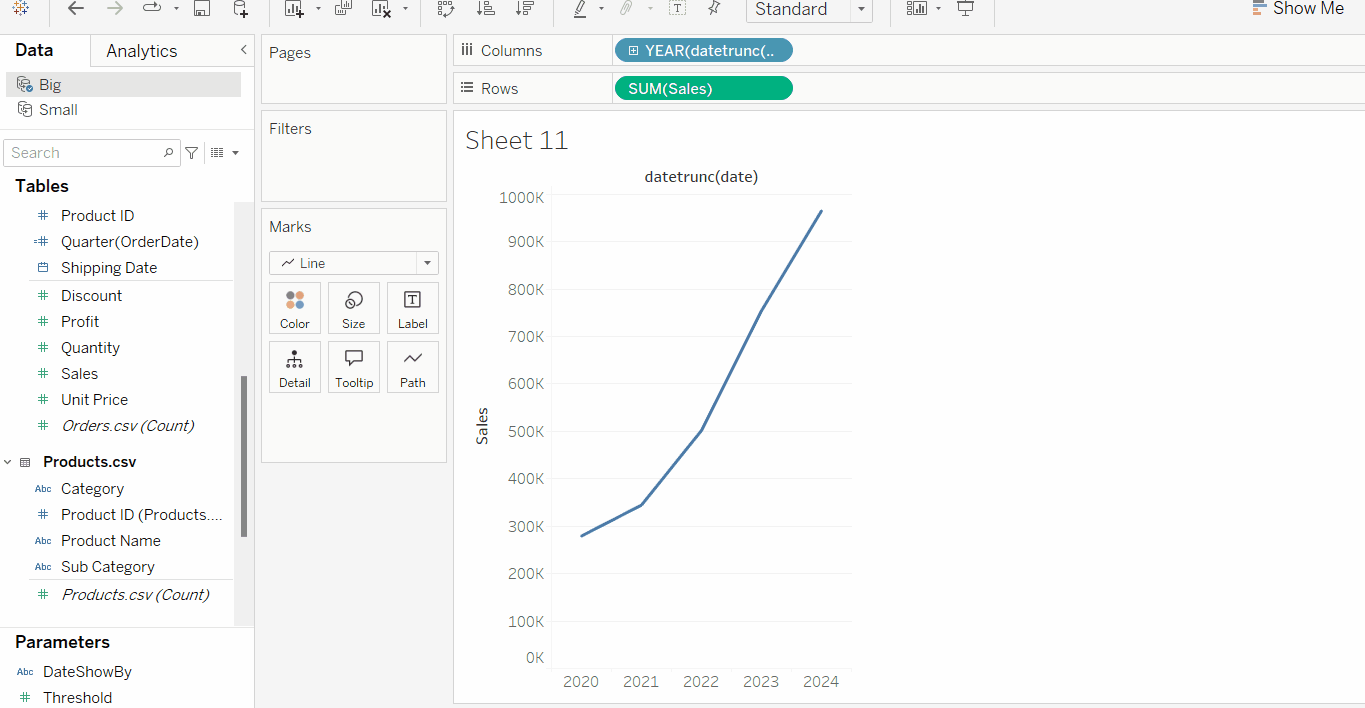 Standard
Show Me
Data
Analytics
Big
Small
Search
Tables
# Product ID
=# Quarter(OrderDate)
Shipping Date
# Discount
# Profit
# Quantity
# Sales
# Unit Price
# Orders.csv (Count)
Products.csv
Abc Category
# Product ID (Products....
Abc Product Name
Abc Sub Category
# Products.csv (Count)
Parameters
Abc DateShowBy
# Threshold
Pages
Filters
Marks
Line
Color
Size
Label
Detail
Tooltip
Path
Columns
YEAR(datetrunc(..
Rows
SUM(Sales)
Sheet 11
datetrunc(date)
Sales
1000K
900K
800K
700K
600K
500K
400K
300K
200K
100K
0K
2020 2021 2022 2023 2024